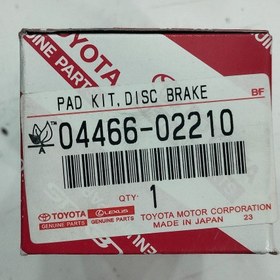 TOYOTA
GENUINE PARTS
PAD KIT, DISC BRAKE
BF
04466-02210
QTY:
1
TOYOTA
GENUINE PARTS
LEXUS
GENUINE PARTS
TOYOTA MOTOR CORPORATION
MADE IN JAPAN 23